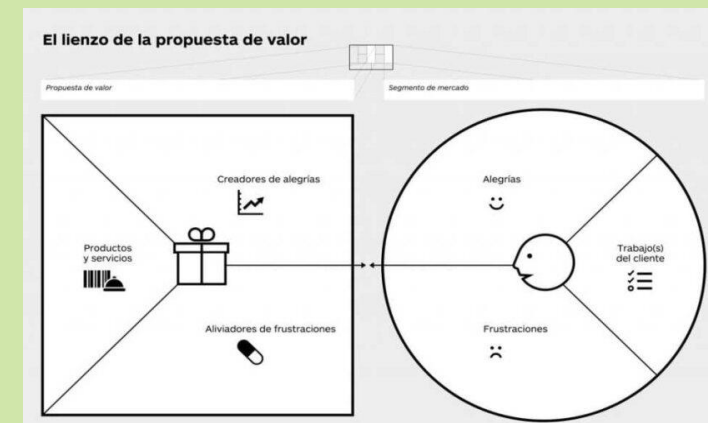 El lienzo de la propuesta de valor
Propuesta de valor
Segmento de mercado
Creadores de alegrías
Productos
y servicios
Aliviadores de frustraciones
Alegrías
Trabajo(s)
del cliente
Frustraciones